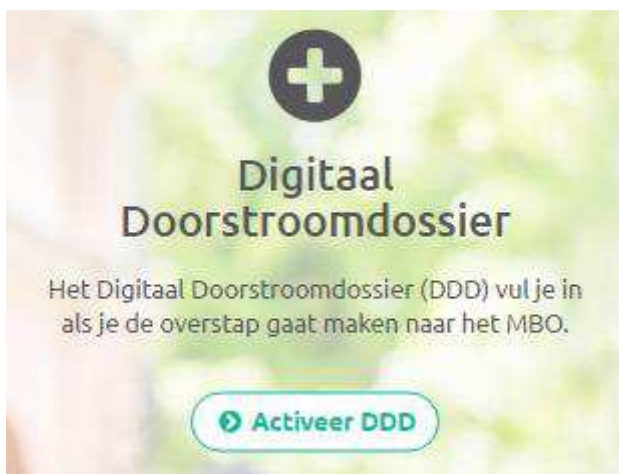 Digitaal
Doorstroomdossier
Het Digitaal Doorstroomdossier (DDD) vul je in
als je de overstap gaat maken naar het MBO.
Activeer DDD